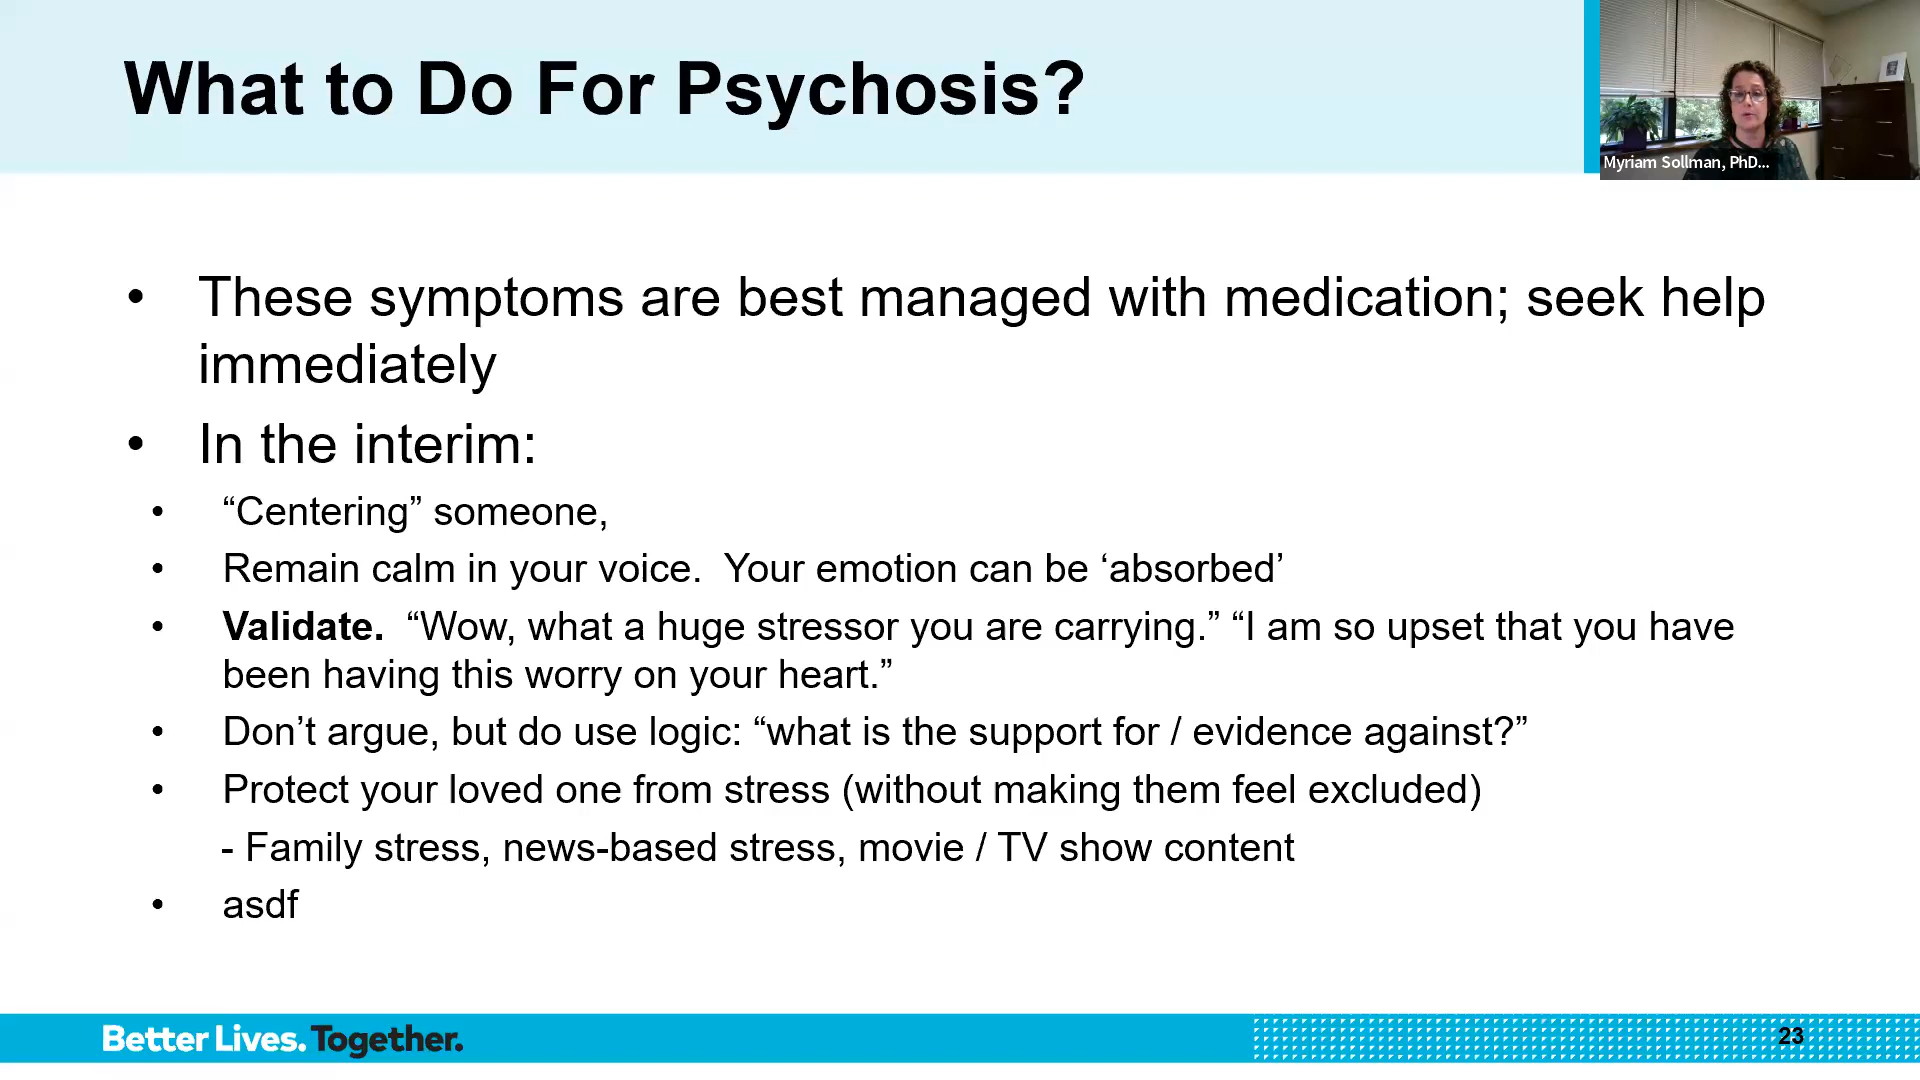 What to Do For Psychosis?
Myriam Sollman, PhD...
• These symptoms are best managed with medication; seek help
immediately
• In the interim:
• “Centering” someone,
• Remain calm in your voice.  Your emotion can be ‘absorbed’
• Validate.  “Wow, what a huge stressor you are carrying.” “I am so upset that you have
been having this worry on your heart.”
• Don’t argue, but do use logic: “what is the support for / evidence against?”
• Protect your loved one from stress (without making them feel excluded)
- Family stress, news-based stress, movie / TV show content
• asdf
Better Lives. Together.
23